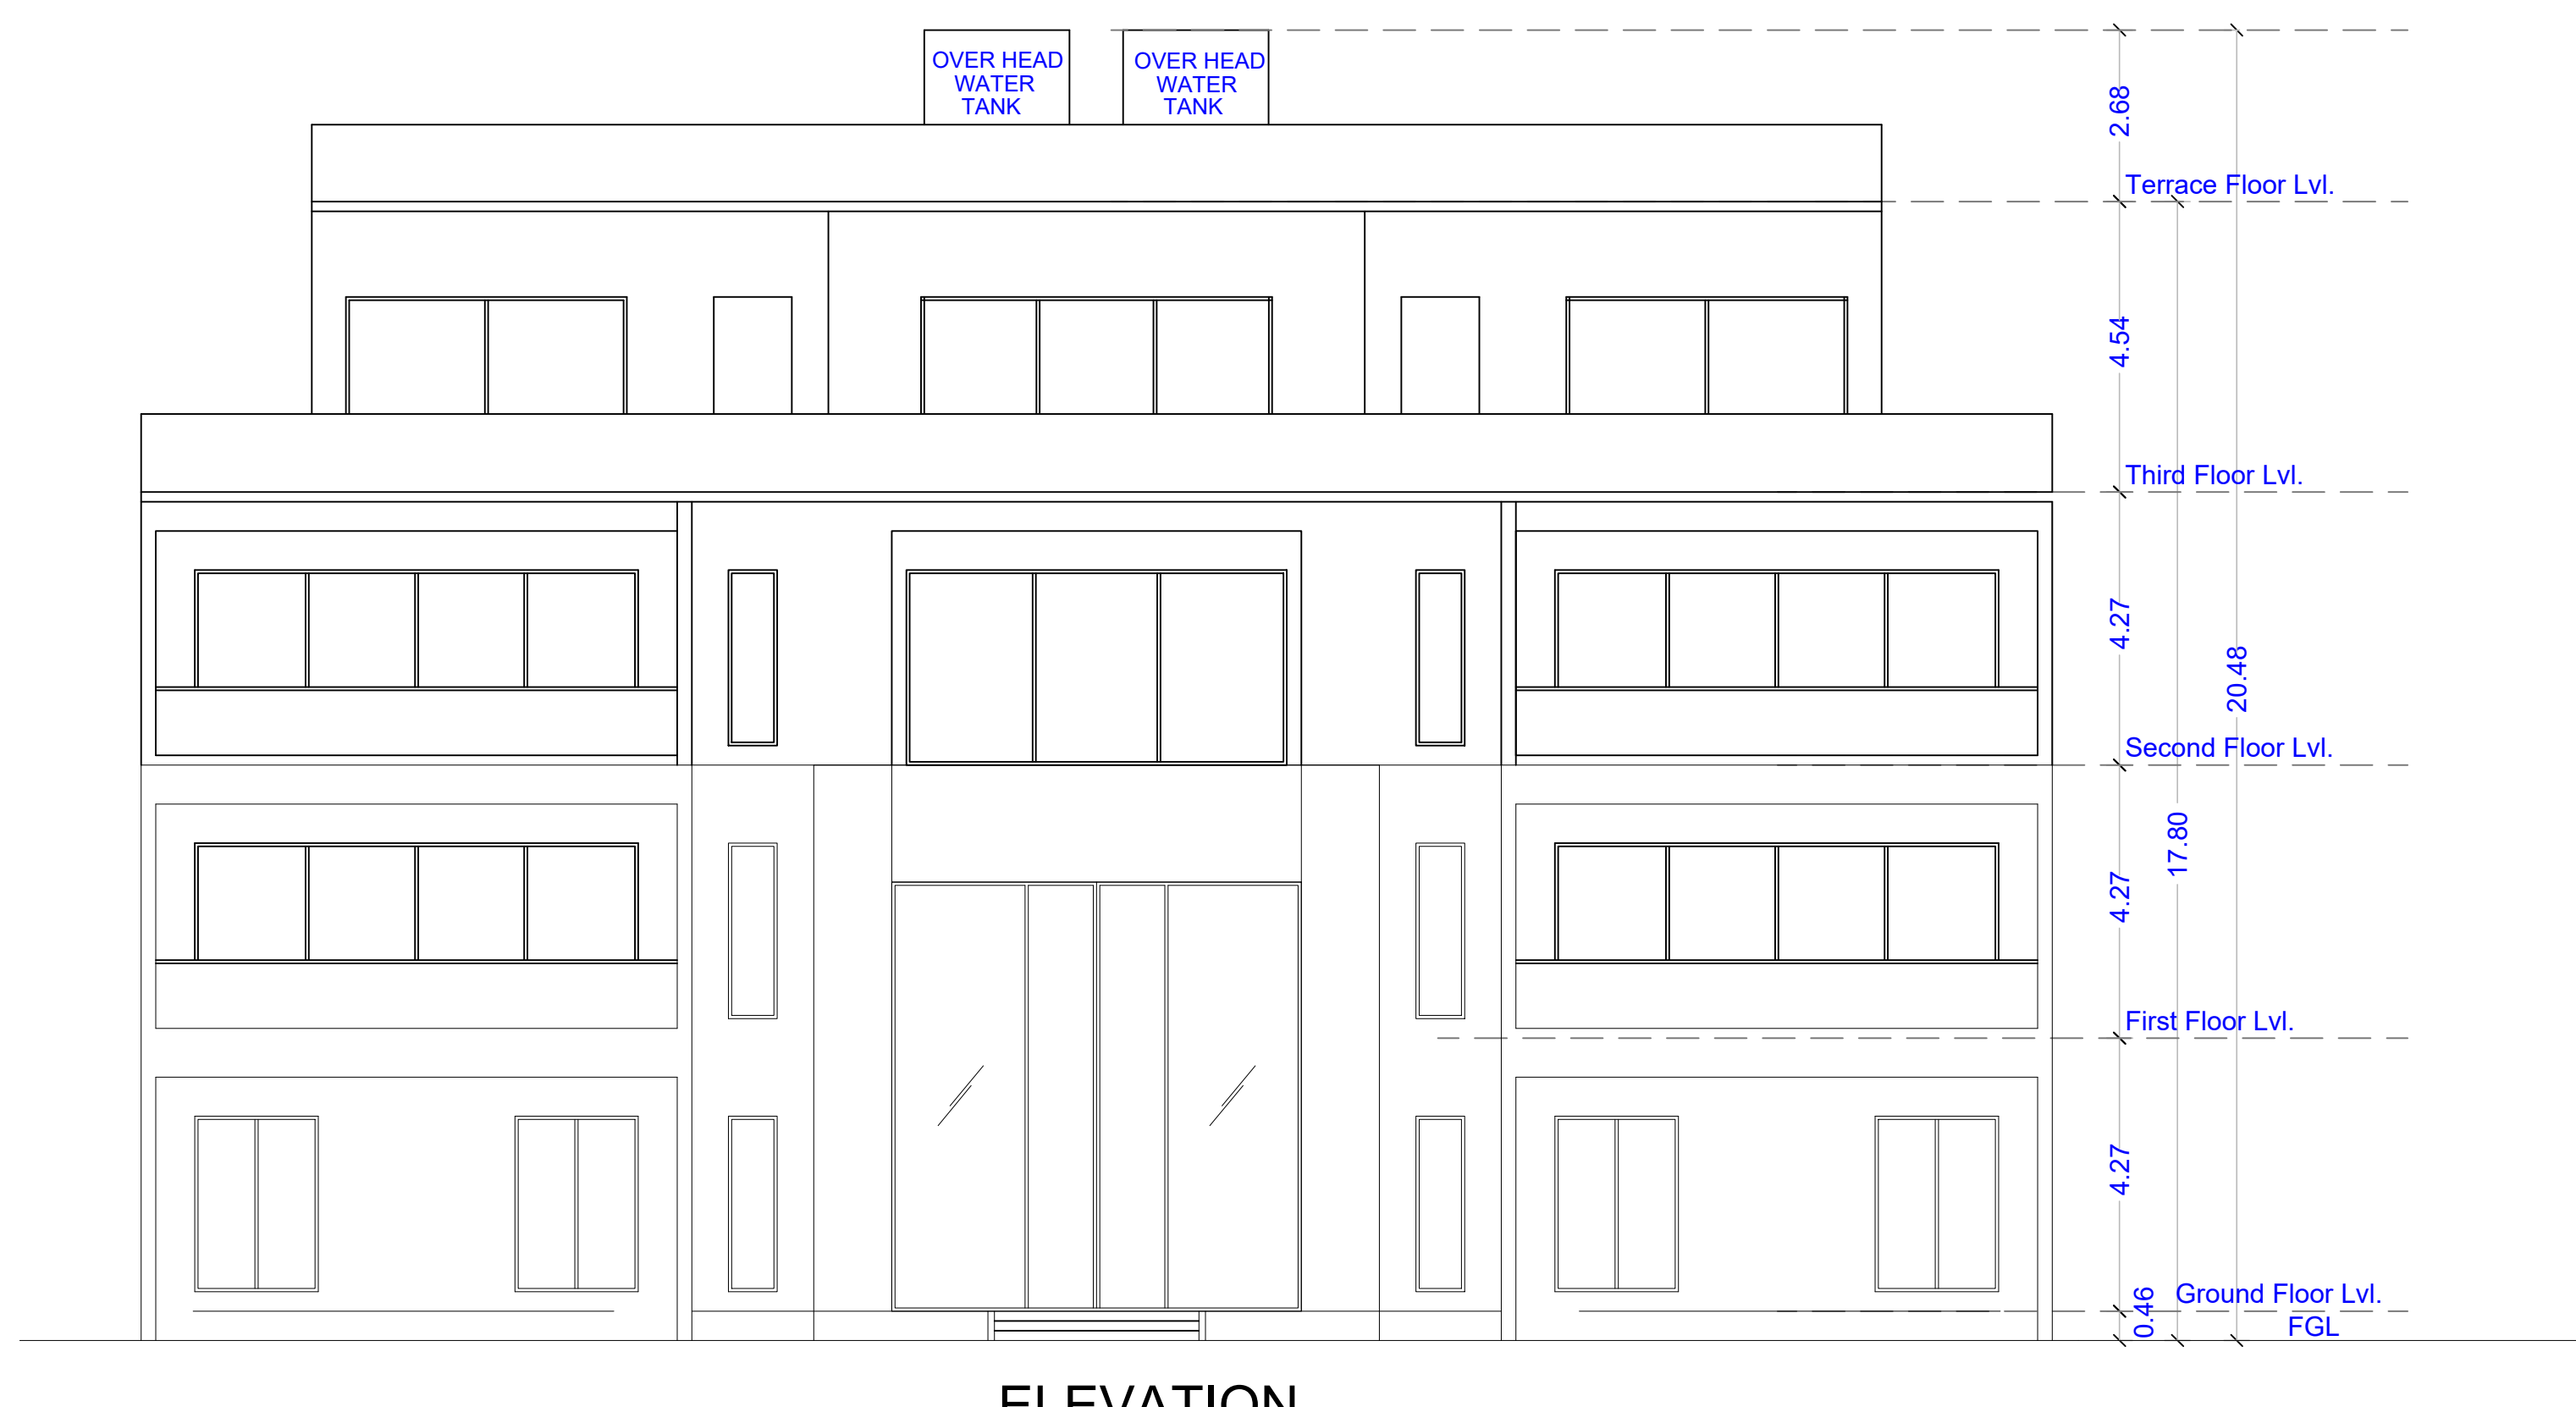 OVER HEAD
WATER
TANK
OVER HEAD
WATER
TANK
2.68
Terrace Floor Lvl.
4.54
Third Floor Lvl.
4.27
20.48
Second Floor Lvl.
17.80
4.27
First Floor Lvl.
4.27
Ground Floor Lvl.
0.46
FGL
ELEVATION